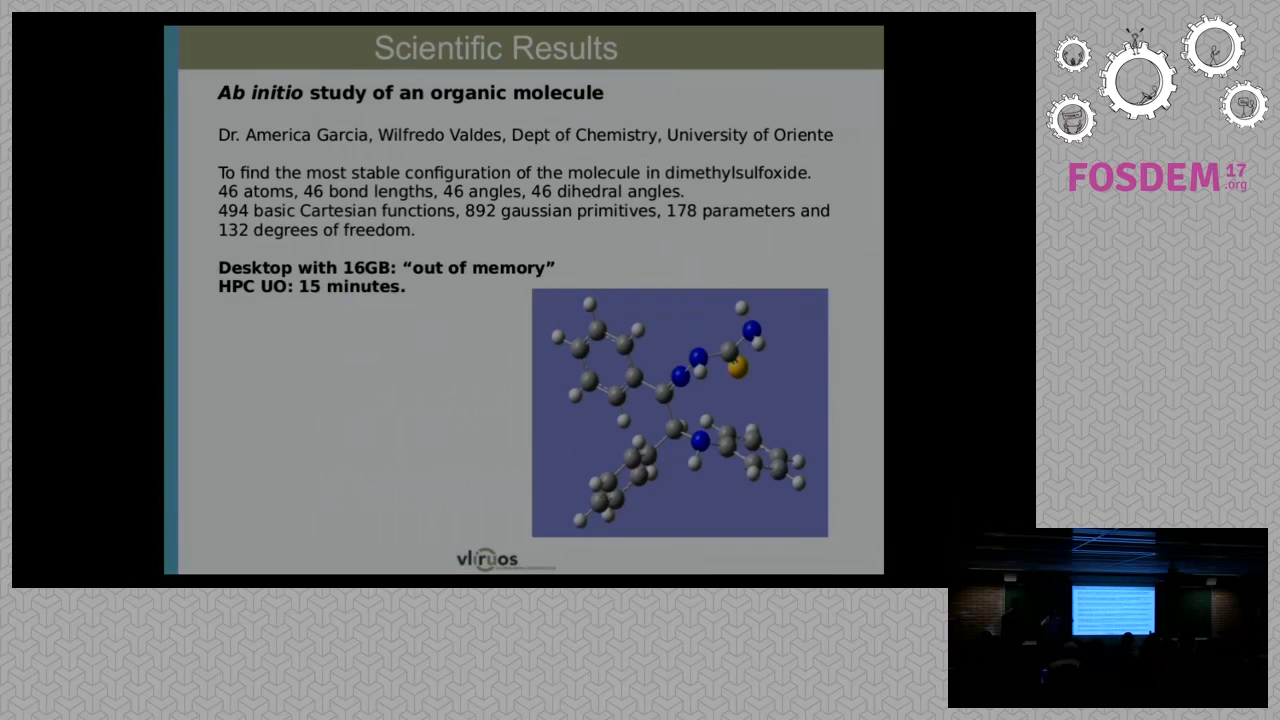 Scientific Results
Ab initio study of an organic molecule
Dr. America Garcia, Wilfredo Valdes, Dept of Chemistry, University of Oriente
To find the most stable configuration of the molecule in dimethylsulfoxide.
46 atoms, 46 bond lengths, 46 angles, 46 dihedral angles.
494 basic Cartesian functions, 892 gaussian primitives, 178 parameters and
132 degrees of freedom.
Desktop with 16GB: “out of memory”
HPC UO: 15 minutes.
vliruos
FOSDEM 17
.org